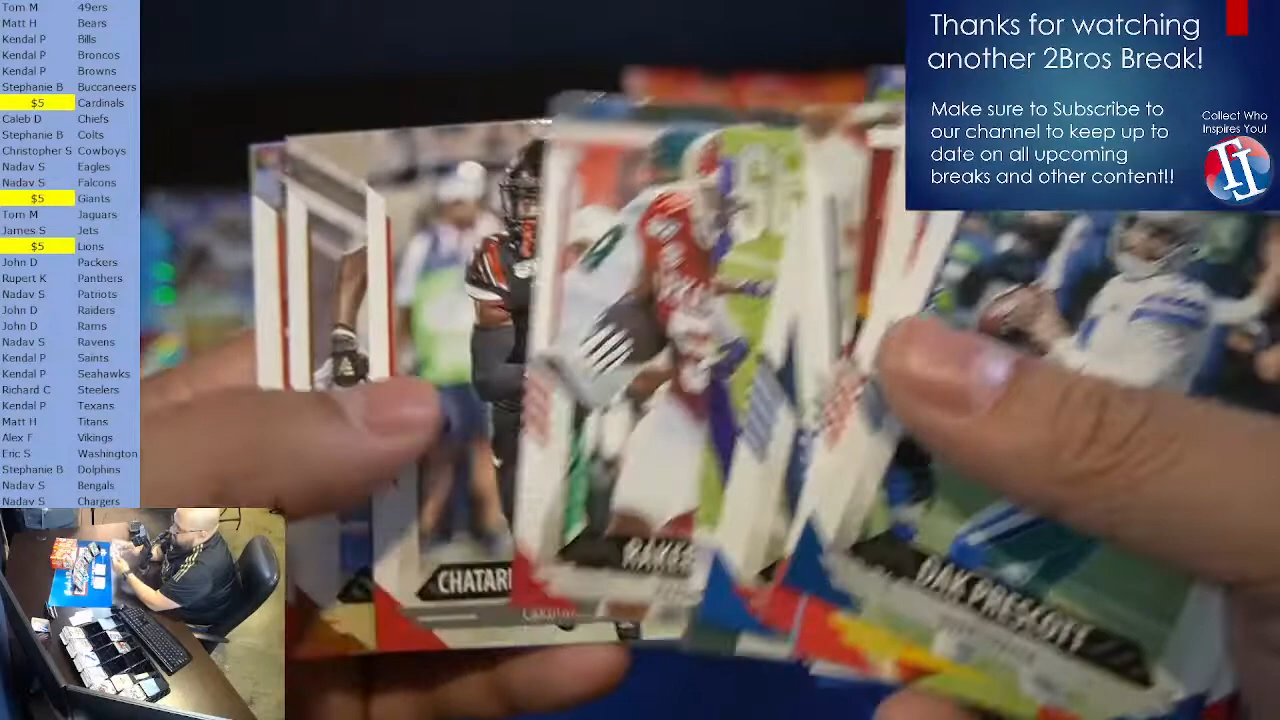 Tom M 49ers
Matt H Bears
Kendal P Bills
Kendal P Broncos
Kendal P Browns
Stephanie B Buccaneers
$5 Cardinals
Caleb D Chiefs
Stephanie B Colts
Christopher S Cowboys
Nadav S Eagles
Nadav S Falcons
$5 Giants
Tom M Jaguars
James S Jets
$5 Lions
John D Packers
Rupert K Panthers
Nadav S Patriots
John D Raiders
John D Rams
Nadav S Ravens
Kendal P Saints
Kendal P Seahawks
Richard C Steelers
Kendal P Texans
Matt H Titans
Alex F Vikings
Eric S Washington
Stephanie B Dolphins
Nadav S Bengals
Nadav S Chargers
Thanks for watching
another 2Bros Break!
Make sure to Subscribe to
our channel to keep up to
date on all upcoming
breaks and other content!!
Collect Who
Inspires You!
CHATARI
DAK PRESCOTT